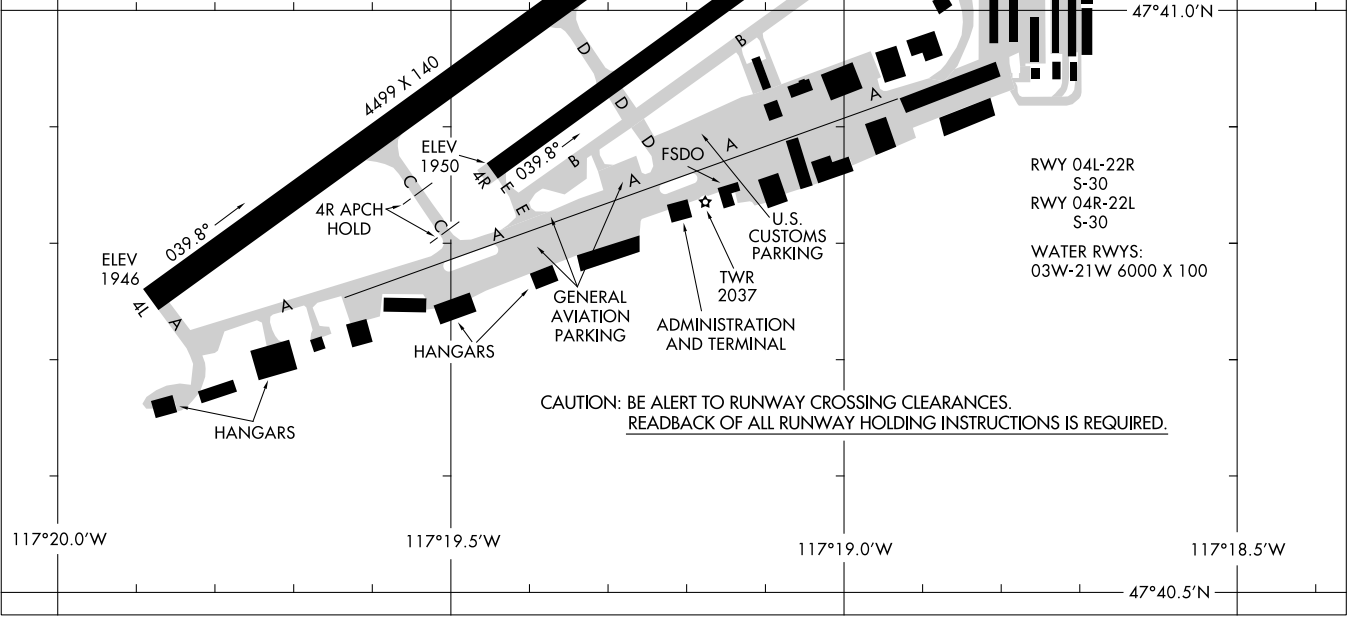 47°41.0'N
D
B
4499 X 140
D
A
ELEV
1950
D
A
FSDO
039.8°
B
4R
E
C
A
RWY 04L-22R
S-30
RWY 04R-22L
S-30
4R APCH
HOLD
E
C
A
U.S.
CUSTOMS
PARKING
039.8°
WATER RWYS:
03W-21W 6000 X 100
ELEV
1946
TWR
2037
4L
A
A
GENERAL
AVIATION
PARKING
ADMINISTRATION
AND TERMINAL
HANGARS
CAUTION: BE ALERT TO RUNWAY CROSSING CLEARANCES.
READBACK OF ALL RUNWAY HOLDING INSTRUCTIONS IS REQUIRED.
HANGARS
117°20.0'W
117°19.5'W
117°19.0'W
117°18.5'W
47°40.5'N